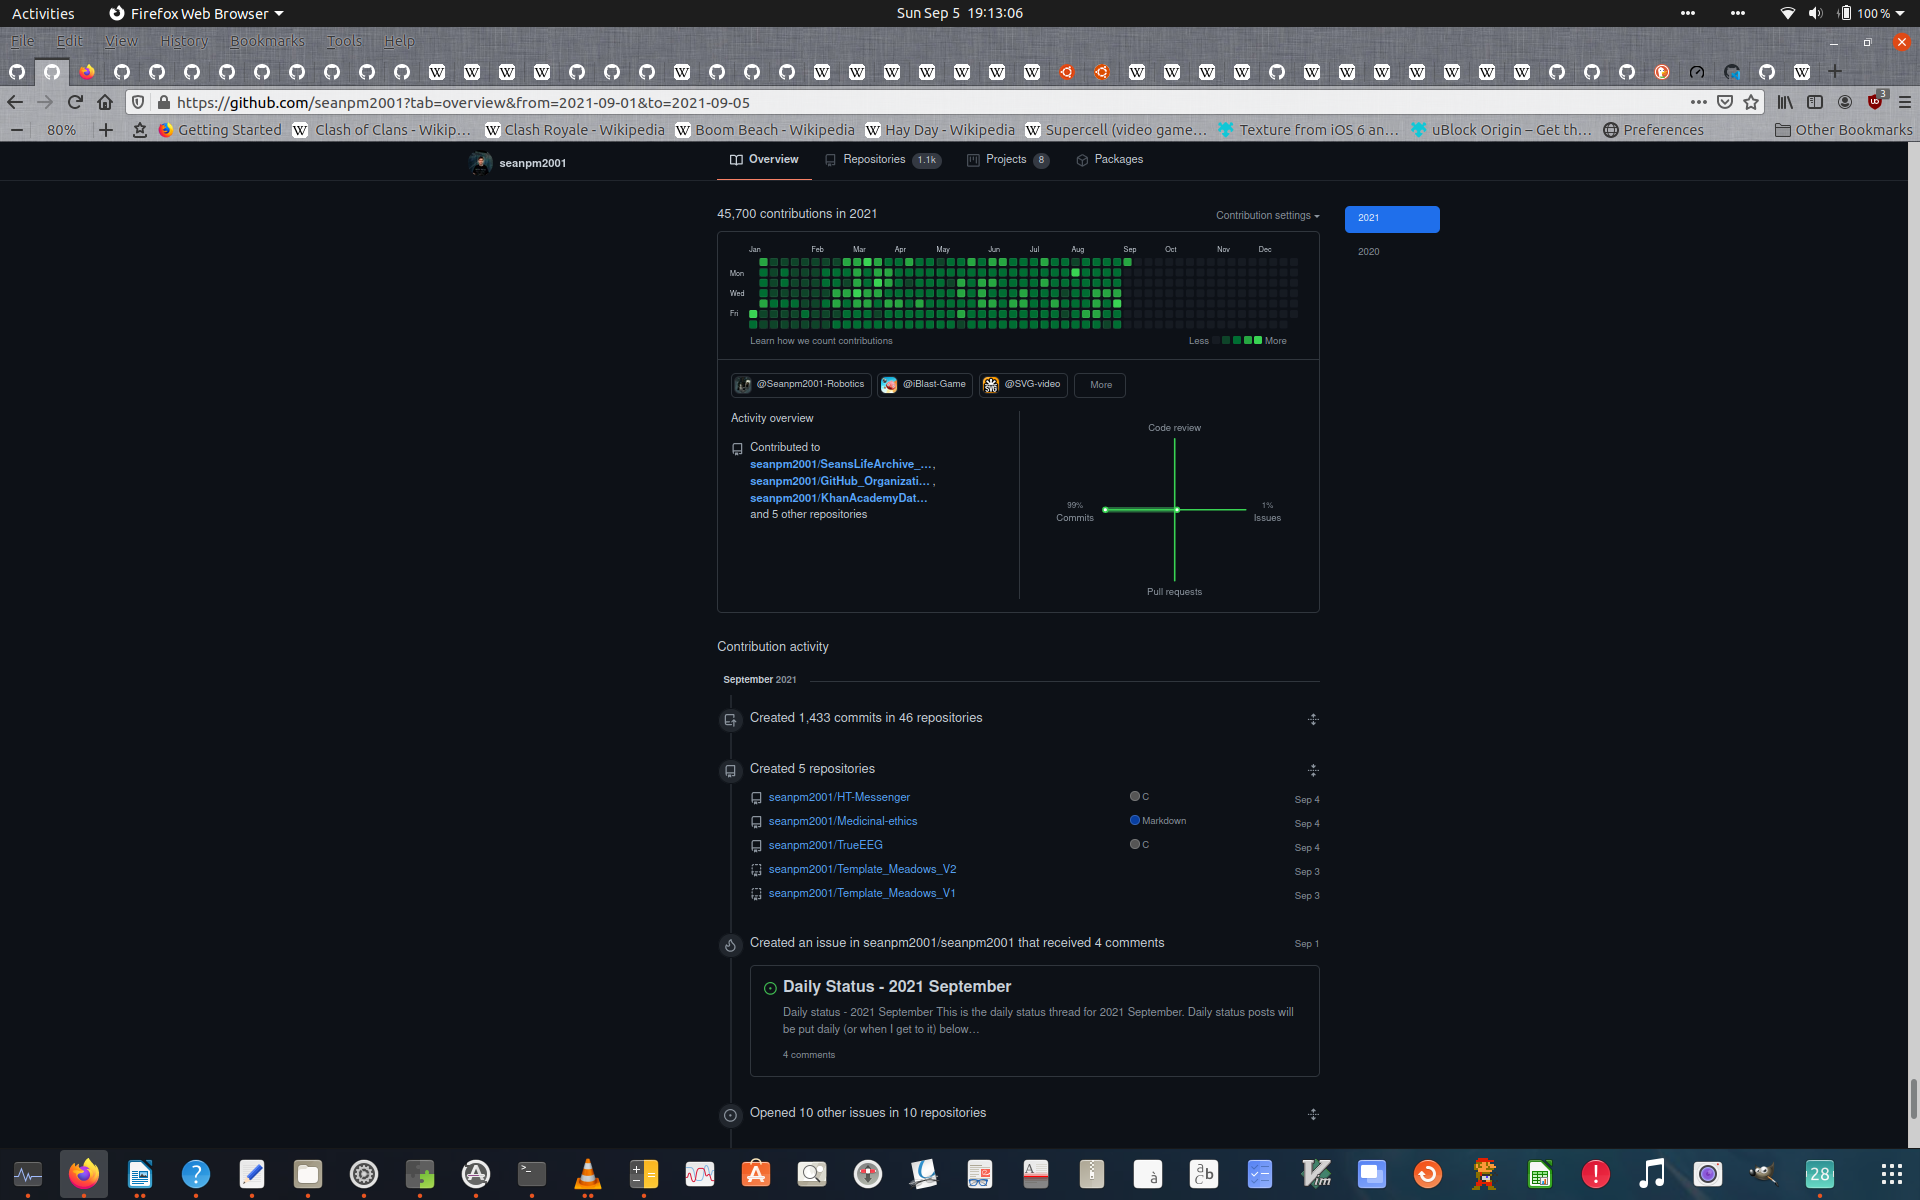 Activities
Firefox Web Browser
Sun Sep 5 19:13:06
100 %
File Edit View History Bookmarks Tools Help
https://github.com/seanpm2001?tab=overview&from=2021-09-01&to=2021-09-05
3
80%
Getting Started
Clash of Clans - Wikip…
Clash Royale - Wikipedia
Boom Beach - Wikipedia
Hay Day - Wikipedia
Supercell (video game…
Texture from iOS 6 an…
uBlock Origin – Get th…
Preferences
Other Bookmarks
seanpm2001
Overview
Repositories 1.1k
Projects 8
Packages
45,700 contributions in 2021
Contribution settings
2021
2020
Jan Feb Mar Apr May Jun Jul Aug Sep Oct Nov Dec
Mon
Wed
Fri
Learn how we count contributions
Less More
@Seanpm2001-Robotics
@iBlast-Game
@SVG-video
More
Activity overview
Contributed to
seanpm2001/SeansLifeArchive_…,
seanpm2001/GitHub_Organizati… ,
seanpm2001/KhanAcademyDat…
and 5 other repositories
Code review
99%
Commits
1%
Issues
Pull requests
Contribution activity
September 2021
Created 1,433 commits in 46 repositories
Created 5 repositories
seanpm2001/HT-Messenger C Sep 4
seanpm2001/Medicinal-ethics Markdown Sep 4
seanpm2001/TrueEEG C Sep 4
seanpm2001/Template_Meadows_V2 Sep 3
seanpm2001/Template_Meadows_V1 Sep 3
Created an issue in seanpm2001/seanpm2001 that received 4 comments Sep 1
Daily Status - 2021 September
Daily status - 2021 September This is the daily status thread for 2021 September. Daily status posts will
be put daily (or when I get to it) below…
4 comments
Opened 10 other issues in 10 repositories
28